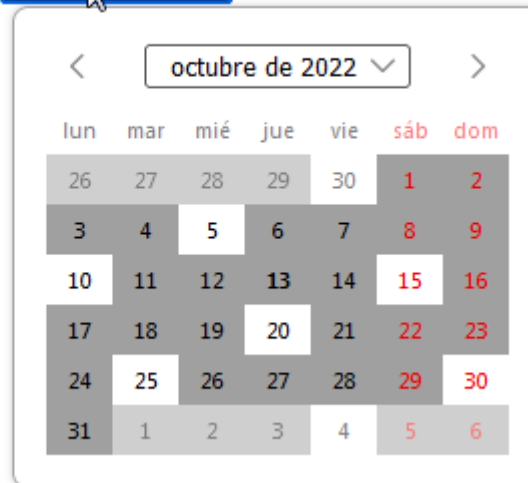 octubre de 2022
lun mar mié jue vie sáb dom
26 27 28 29 30 1 2
3 4 5 6 7 8 9
10 11 12 13 14 15 16
17 18 19 20 21 22 23
24 25 26 27 28 29 30
31 1 2 3 4 5 6